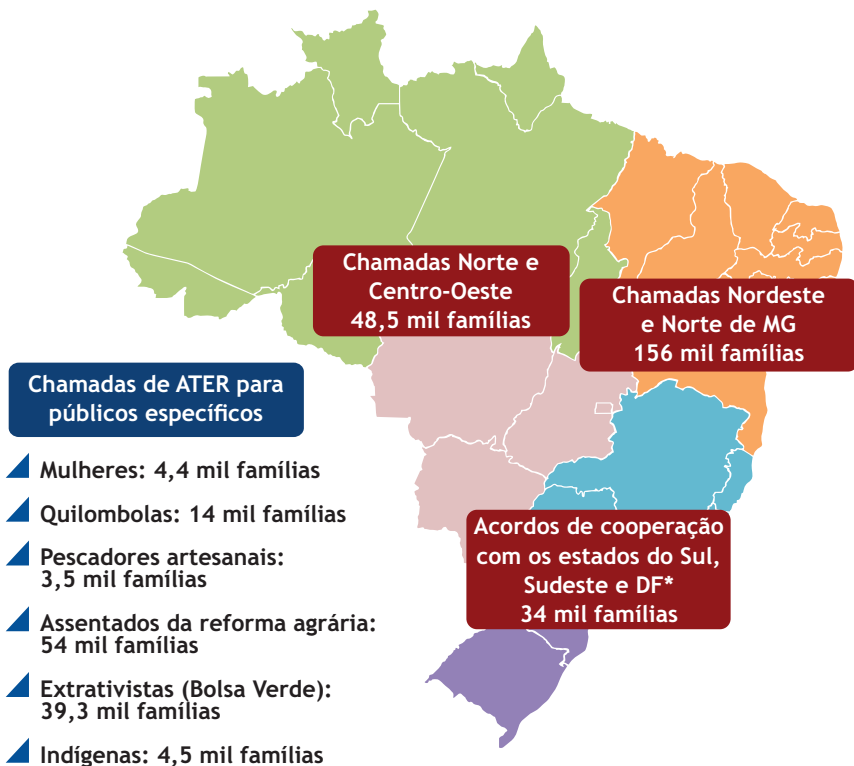 Chamadas Norte e
Centro-Oeste
48,5 mil famílias
Chamadas Nordeste
e Norte de MG
156 mil famílias
Chamadas de ATER para
públicos específicos
Mulheres: 4,4 mil famílias
Quilombolas: 14 mil famílias
Pescadores artesanais:
3,5 mil famílias
Assentados da reforma agrária:
54 mil famílias
Extrativistas (Bolsa Verde):
39,3 mil famílias
Indígenas: 4,5 mil famílias
Acordos de cooperação
com os estados do Sul,
Sudeste e DF*
34 mil famílias